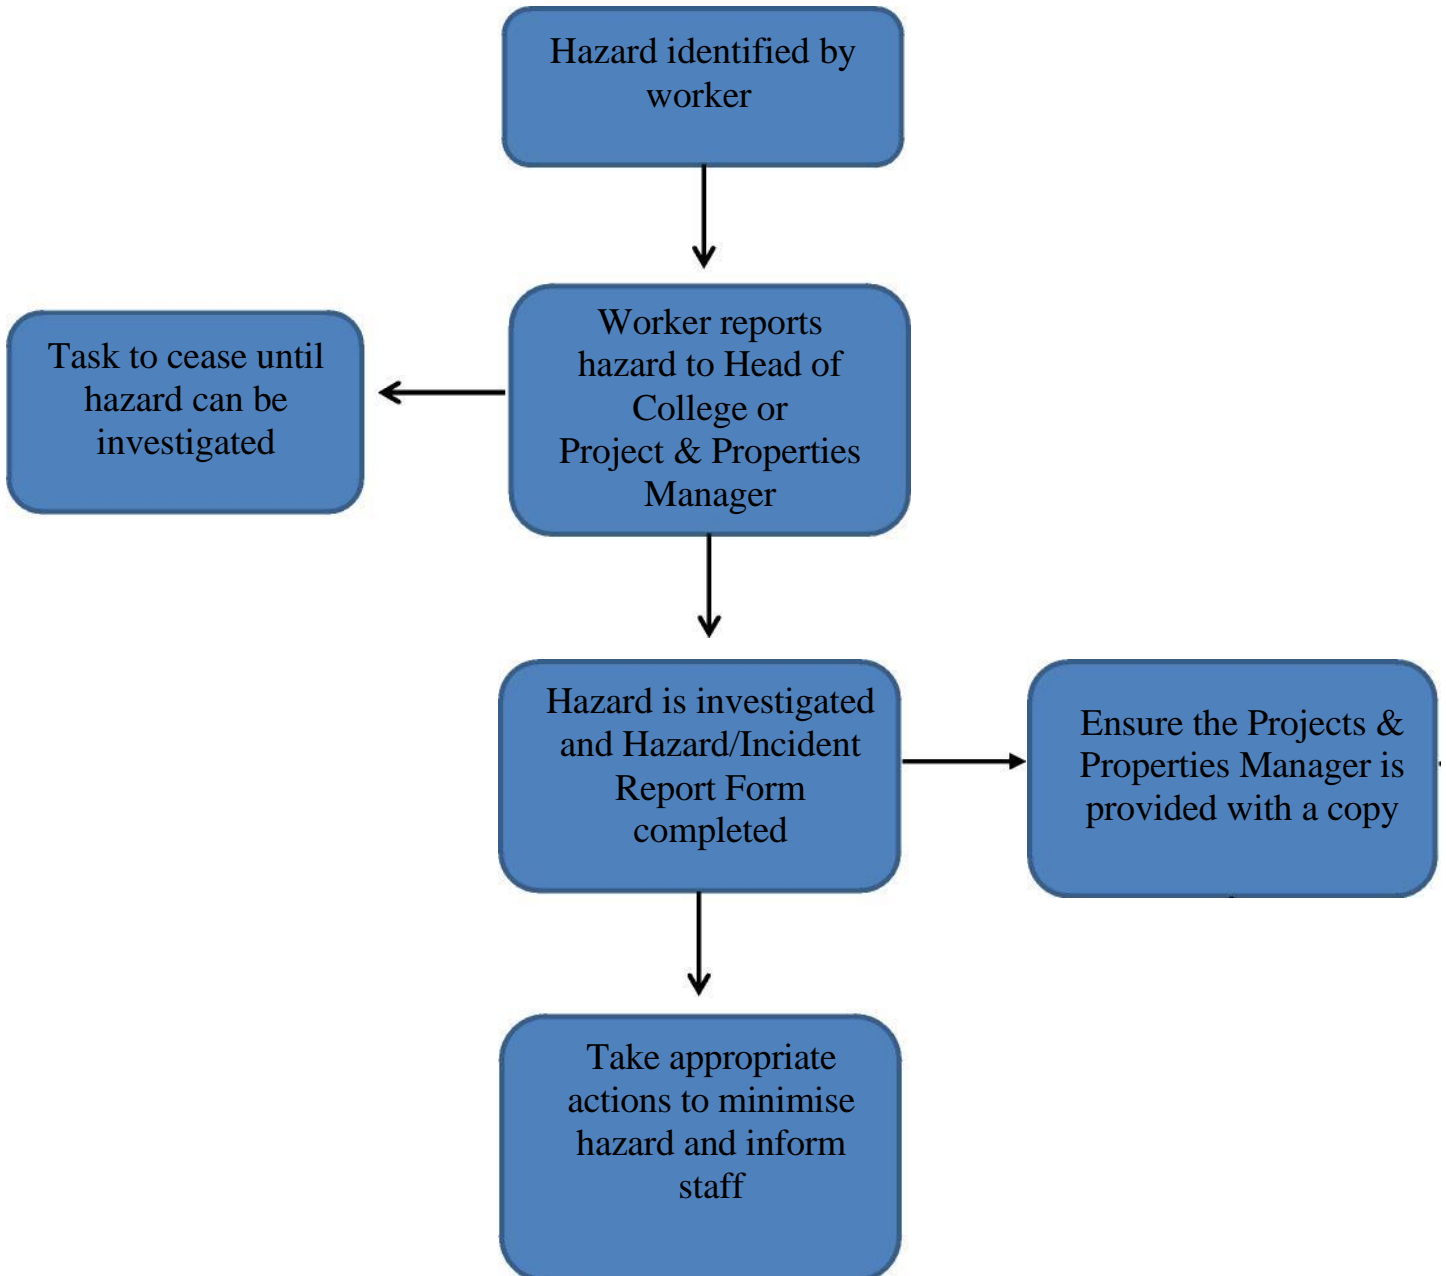 Hazard identified by
worker
Worker reports
hazard to Head of
College or
Project & Properties
Manager
Task to cease until
hazard can be
investigated
Hazard is investigated
and Hazard/Incident
Report Form
completed
Ensure the Projects &
Properties Manager is
provided with a copy
Take appropriate
actions to minimise
hazard and inform
staff